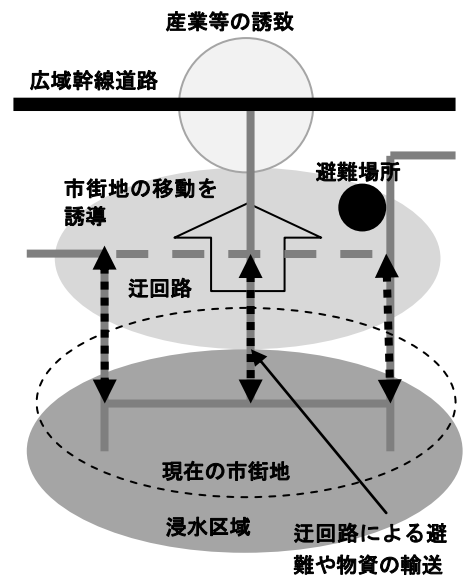 産業等の誘致
広域幹線道路
避難場所
市街地の移動を
誘導
迂回路
現在の市街地
浸水区域
迂回路による避
難や物資の輸送